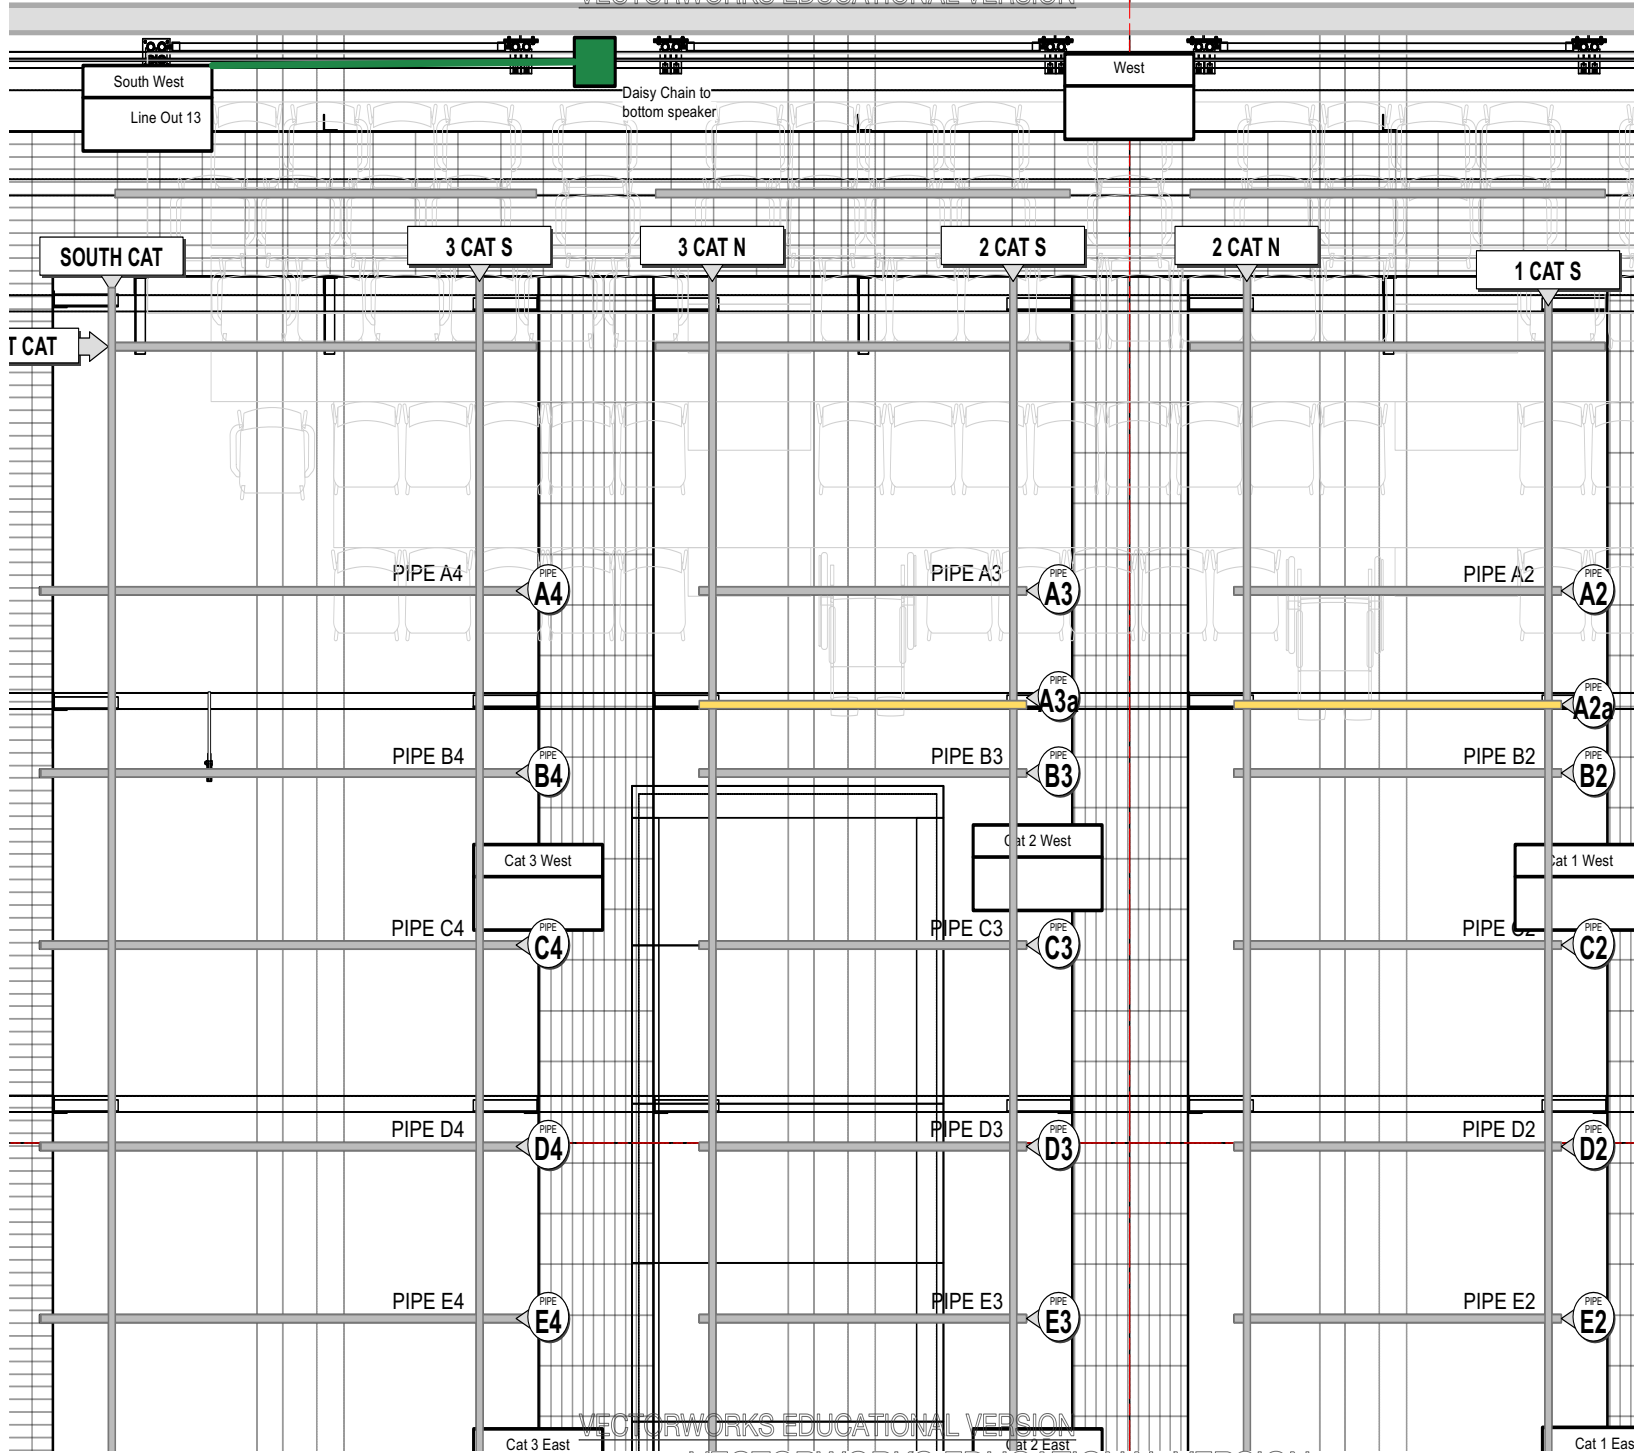 VECTORWORKS EDUCATIONAL VERSION
South West
Line Out 13
Daisy Chain to
bottom speaker
West
SOUTH CAT
3 CAT S
3 CAT N
2 CAT S
2 CAT N
1 CAT S
T CAT
PIPE A4
PIPE
A4
PIPE A3
PIPE
A3
PIPE A2
PIPE
A2
PIPE
A3a
PIPE
A2a
PIPE B4
PIPE
B4
PIPE B3
PIPE
B3
PIPE B2
PIPE
B2
Cat 3 West
Cat 2 West
Cat 1 West
PIPE C4
PIPE
C4
PIPE C3
PIPE
C3
PIPE C2
PIPE
C2
PIPE D4
PIPE
D4
PIPE D3
PIPE
D3
PIPE D2
PIPE
D2
PIPE E4
PIPE
E4
PIPE E3
PIPE
E3
PIPE E2
PIPE
E2
VECTORWORKS EDUCATIONAL VERSION
Cat 3 East
Cat 2 East
Cat 1 Eas
VECTORWORKS EDUCATIONAL VERSION